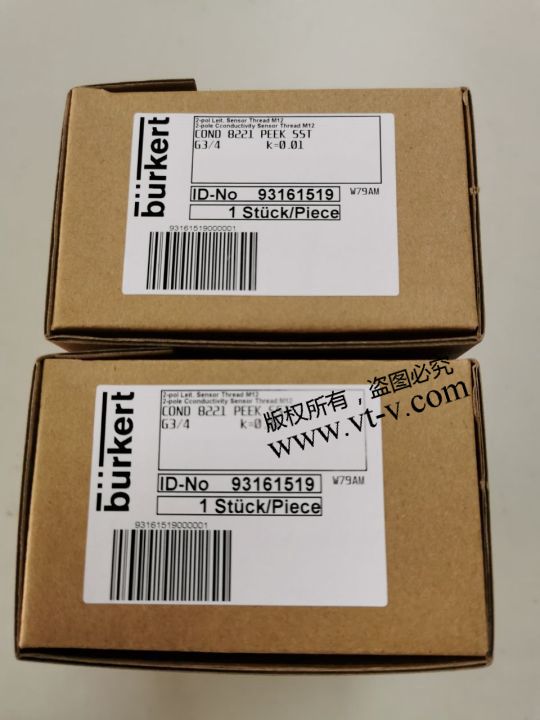 bürkert
2-pol Leit. Sensor Thread M12
2-pole Cconductivity Sensor Thread M12
COND 8221 PEEK SST
G3/4 k=0.01
ID-No 93161519
W79AM
1 Stück/Piece
93161519000001
bürkert
2-pol Leit. Sensor Thread M12
2-pole Cconductivity Sensor Thread M12
COND 8221 PEEK
G3/4 k=0
版权所有，盗图必究
www.vt-v.com
ID-No 93161519
W79AM
1 Stück/Piece
93161519000001